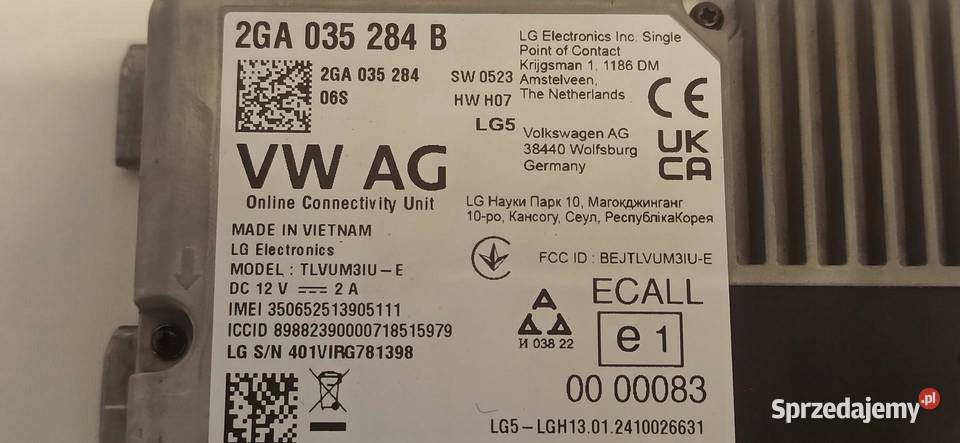 2GA 035 284 B
2GA 035 284
06S
SW 0523
HW H07
LG5
LG Electronics Inc. Single
Point of Contact
Krijgsman 1, 1186 DM
Amstelveen,
The Netherlands
CE
Volkswagen AG
38440 Wolfsburg
Germany
UK
CA
VW AG
Online Connectivity Unit
LG Науки Парк 10, Магокджинганг
10-ро, Кансогу, Сеул, РеспублікаКорея
MADE IN VIETNAM
LG Electronics
MODEL : TLVUM3IU-E
DC 12 V 2 A
IMEI 350652513905111
ICCID 89882390000718515979
LG S/N 401VIRG781398
FCC ID : BEJTLVUM3IU-E
ECALL
И 038 22
e 1
00 00083
LG5-LGH13.01.2410026631
Sprzedajemy.pl